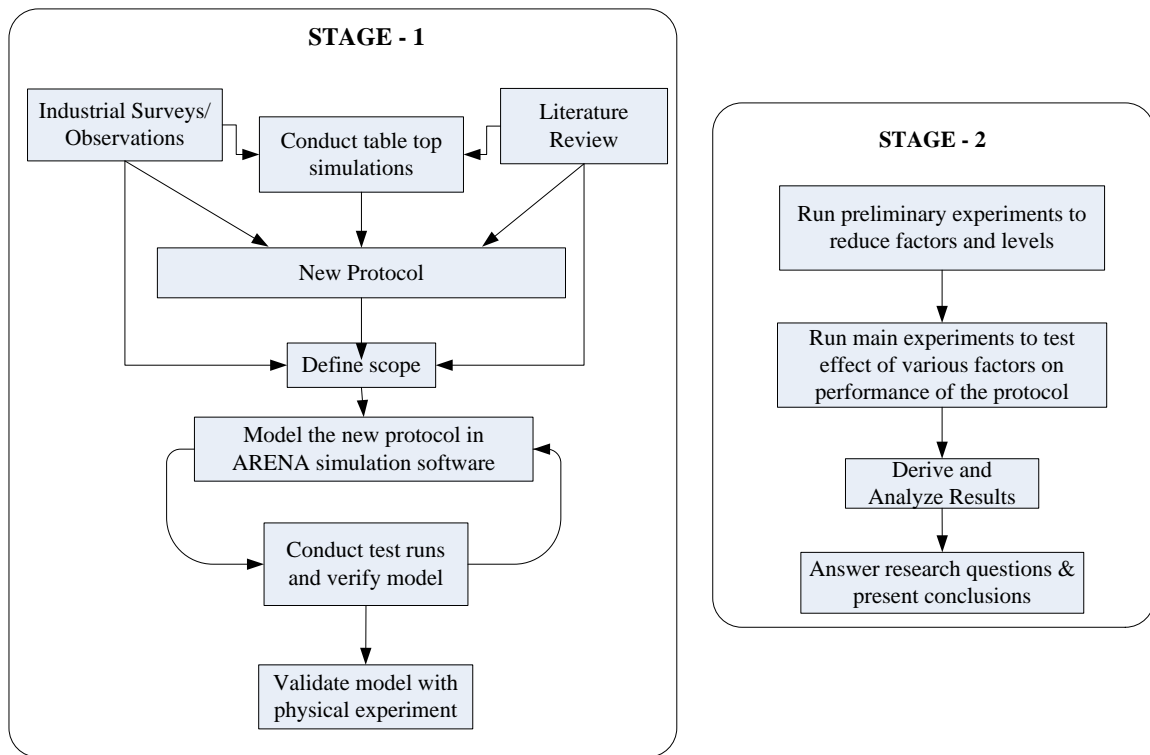 STAGE - 1
Industrial Surveys/
Observations
Literature
Review
Conduct table top
simulations
New Protocol
Define scope
Model the new protocol in
ARENA simulation software
Conduct test runs
and verify model
Validate model with
physical experiment
STAGE - 2
Run preliminary experiments to
reduce factors and levels
Run main experiments to test
effect of various factors on
performance of the protocol
Derive and
Analyze Results
Answer research questions &
present conclusions